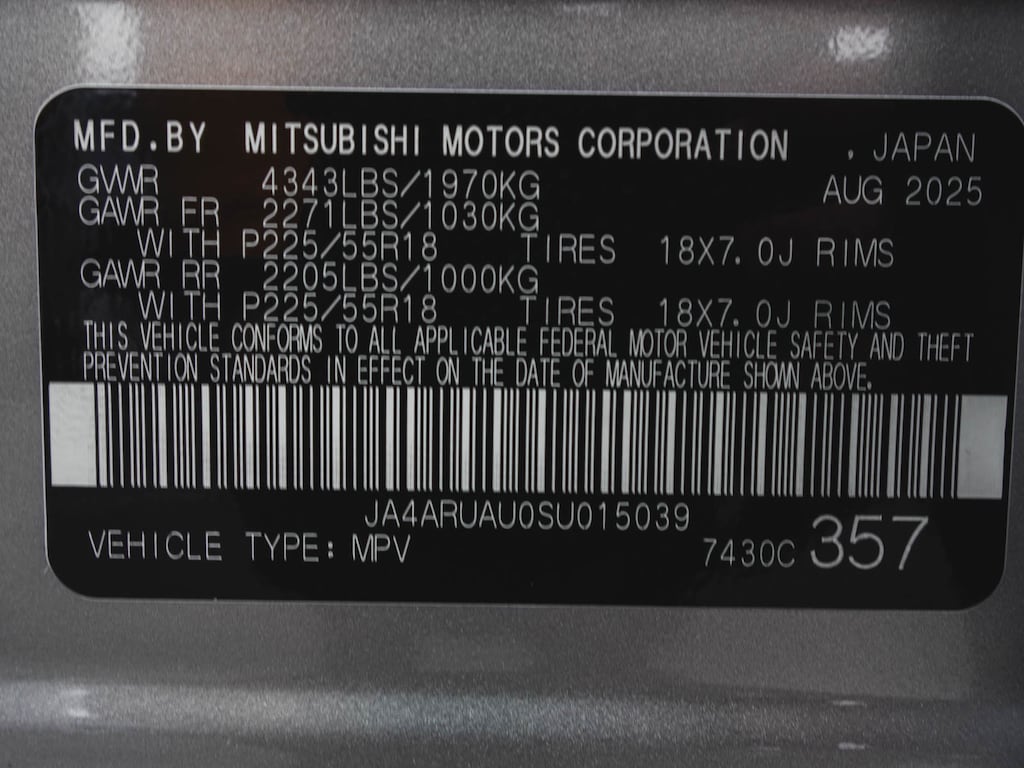 MFD.BY MITSUBISHI MOTORS CORPORATION . JAPAN
GVWR 4343LBS/1970KG AUG 2025
GAWR FR 2271LBS/1030KG
WITH P225/55R18 TIRES 18X7.0J RIMS
GAWR RR 2205LBS/1000KG
WITH P225/55R18 TIRES 18X7.0J RIMS
THIS VEHICLE CONFORMS TO ALL APPLICABLE FEDERAL MOTOR VEHICLE SAFETY AND THEFT
PREVENTION STANDARDS IN EFFECT ON THE DATE OF MANUFACTURE SHOWN ABOVE.
JA4ARUAU0SU015039
VEHICLE TYPE: MPV 7430C 357